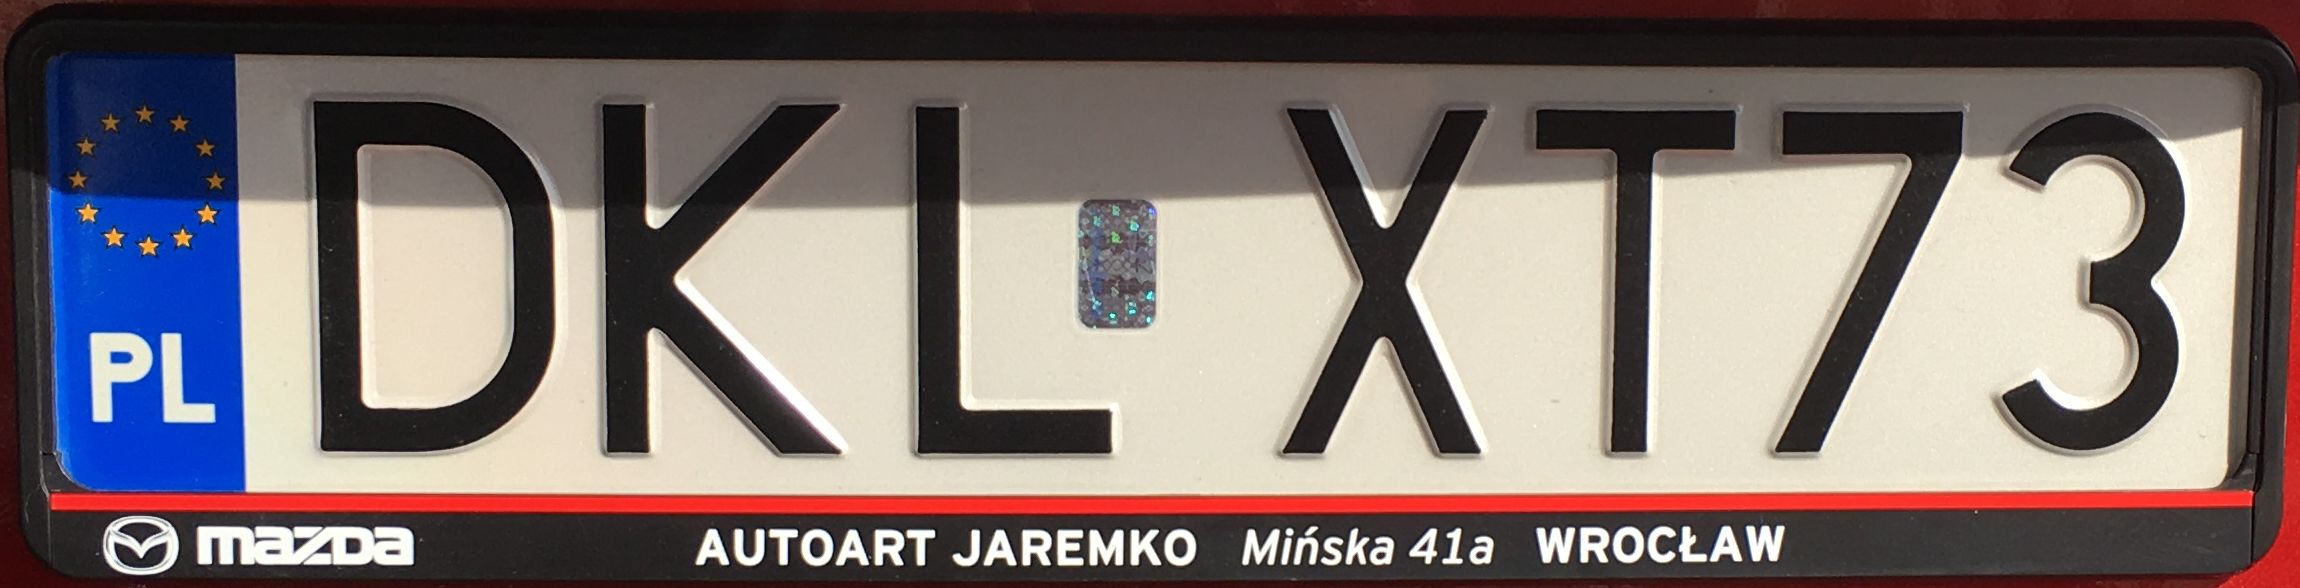 PL DKL XT73
mazda AUTOART JAREMKO Mińska 41a WROCŁAW